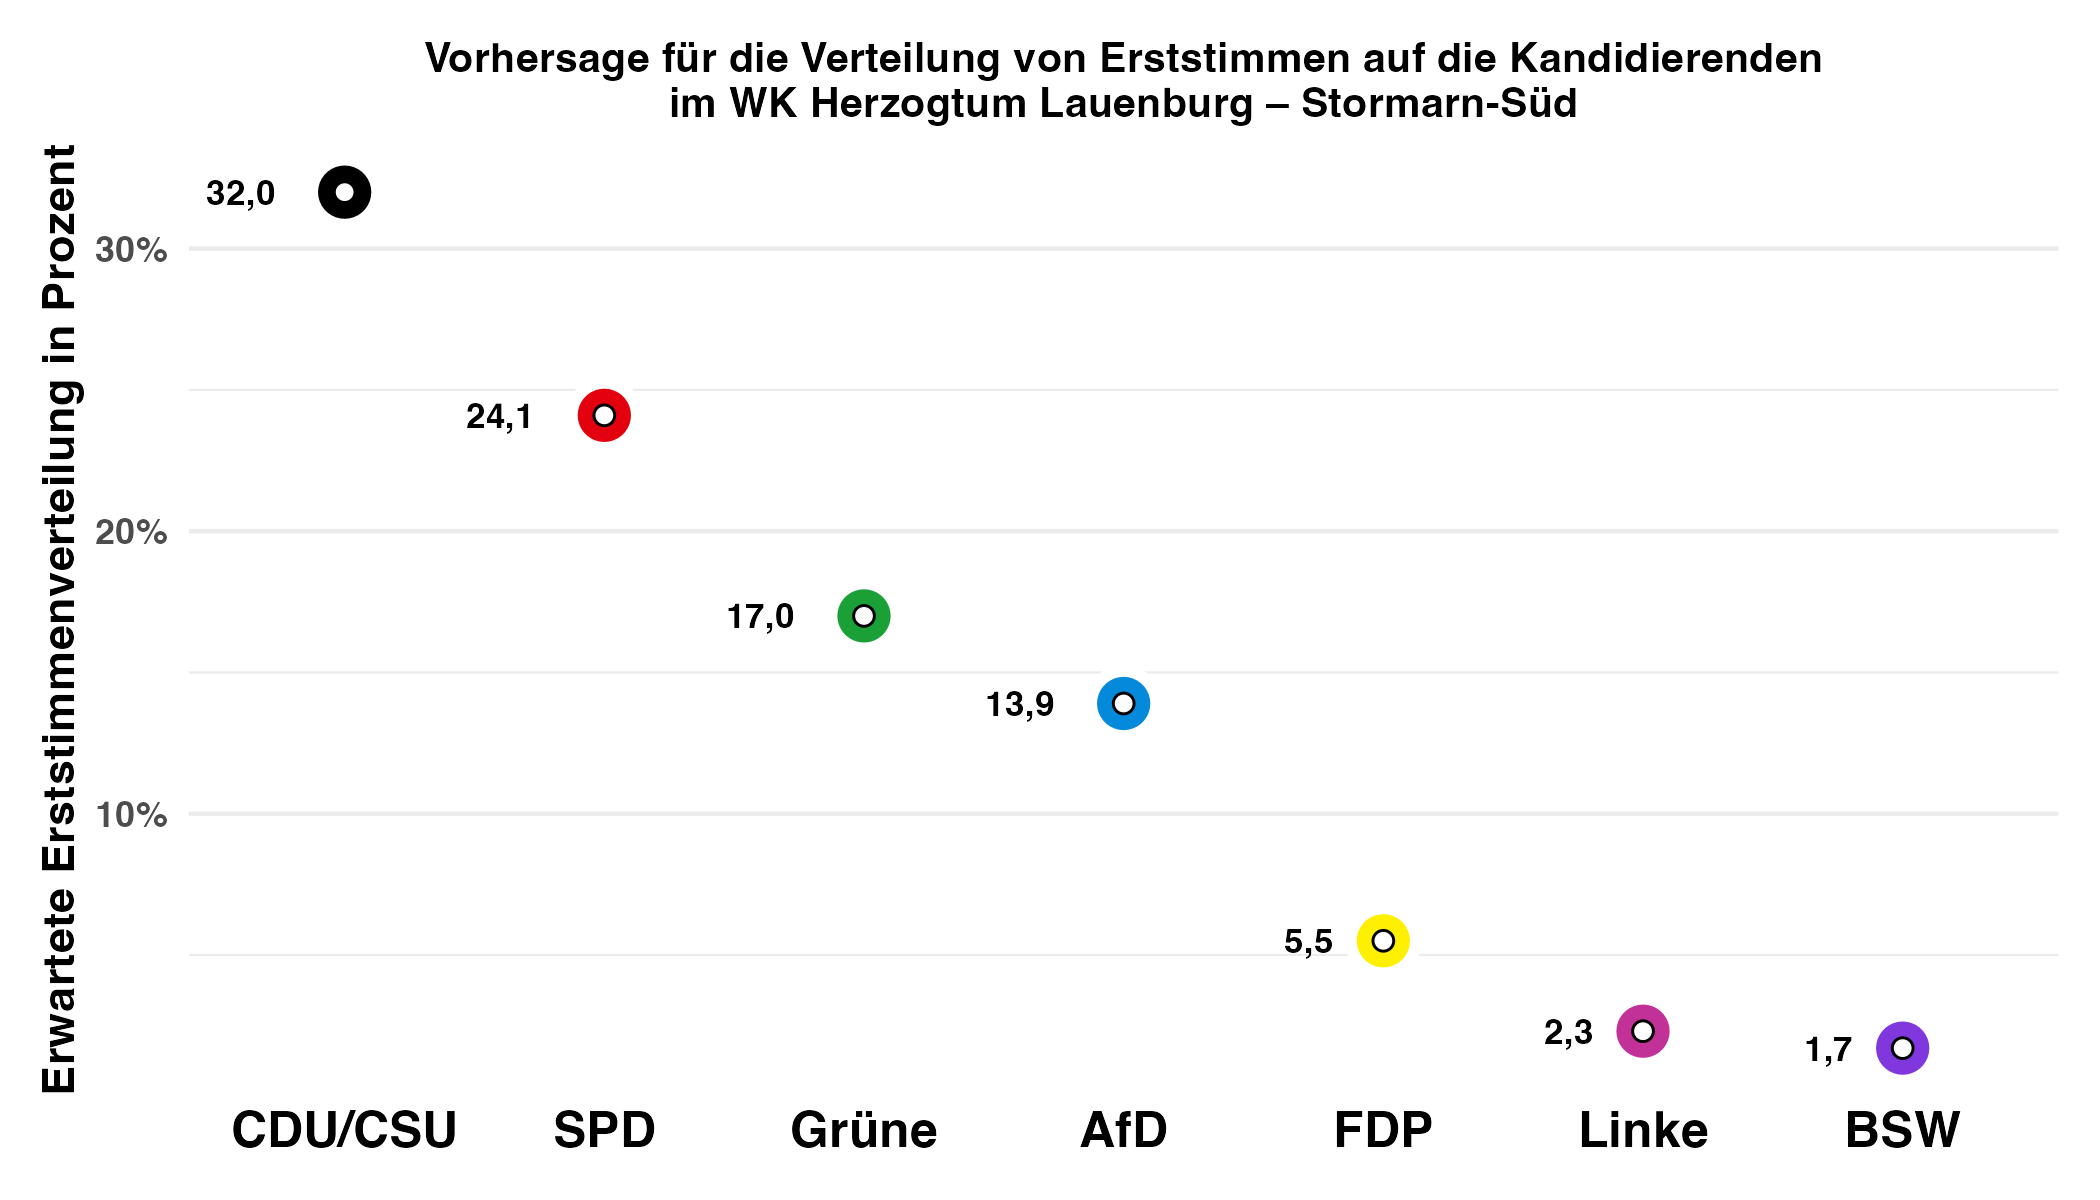 Vorhersage für die Verteilung von Erststimmen auf die Kandidierenden
im WK Herzogtum Lauenburg – Stormarn-Süd
Erwartete Erststimmenverteilung in Prozent
30%
20%
10%
32,0
24,1
17,0
13,9
5,5
2,3
1,7
CDU/CSU
SPD
Grüne
AfD
FDP
Linke
BSW